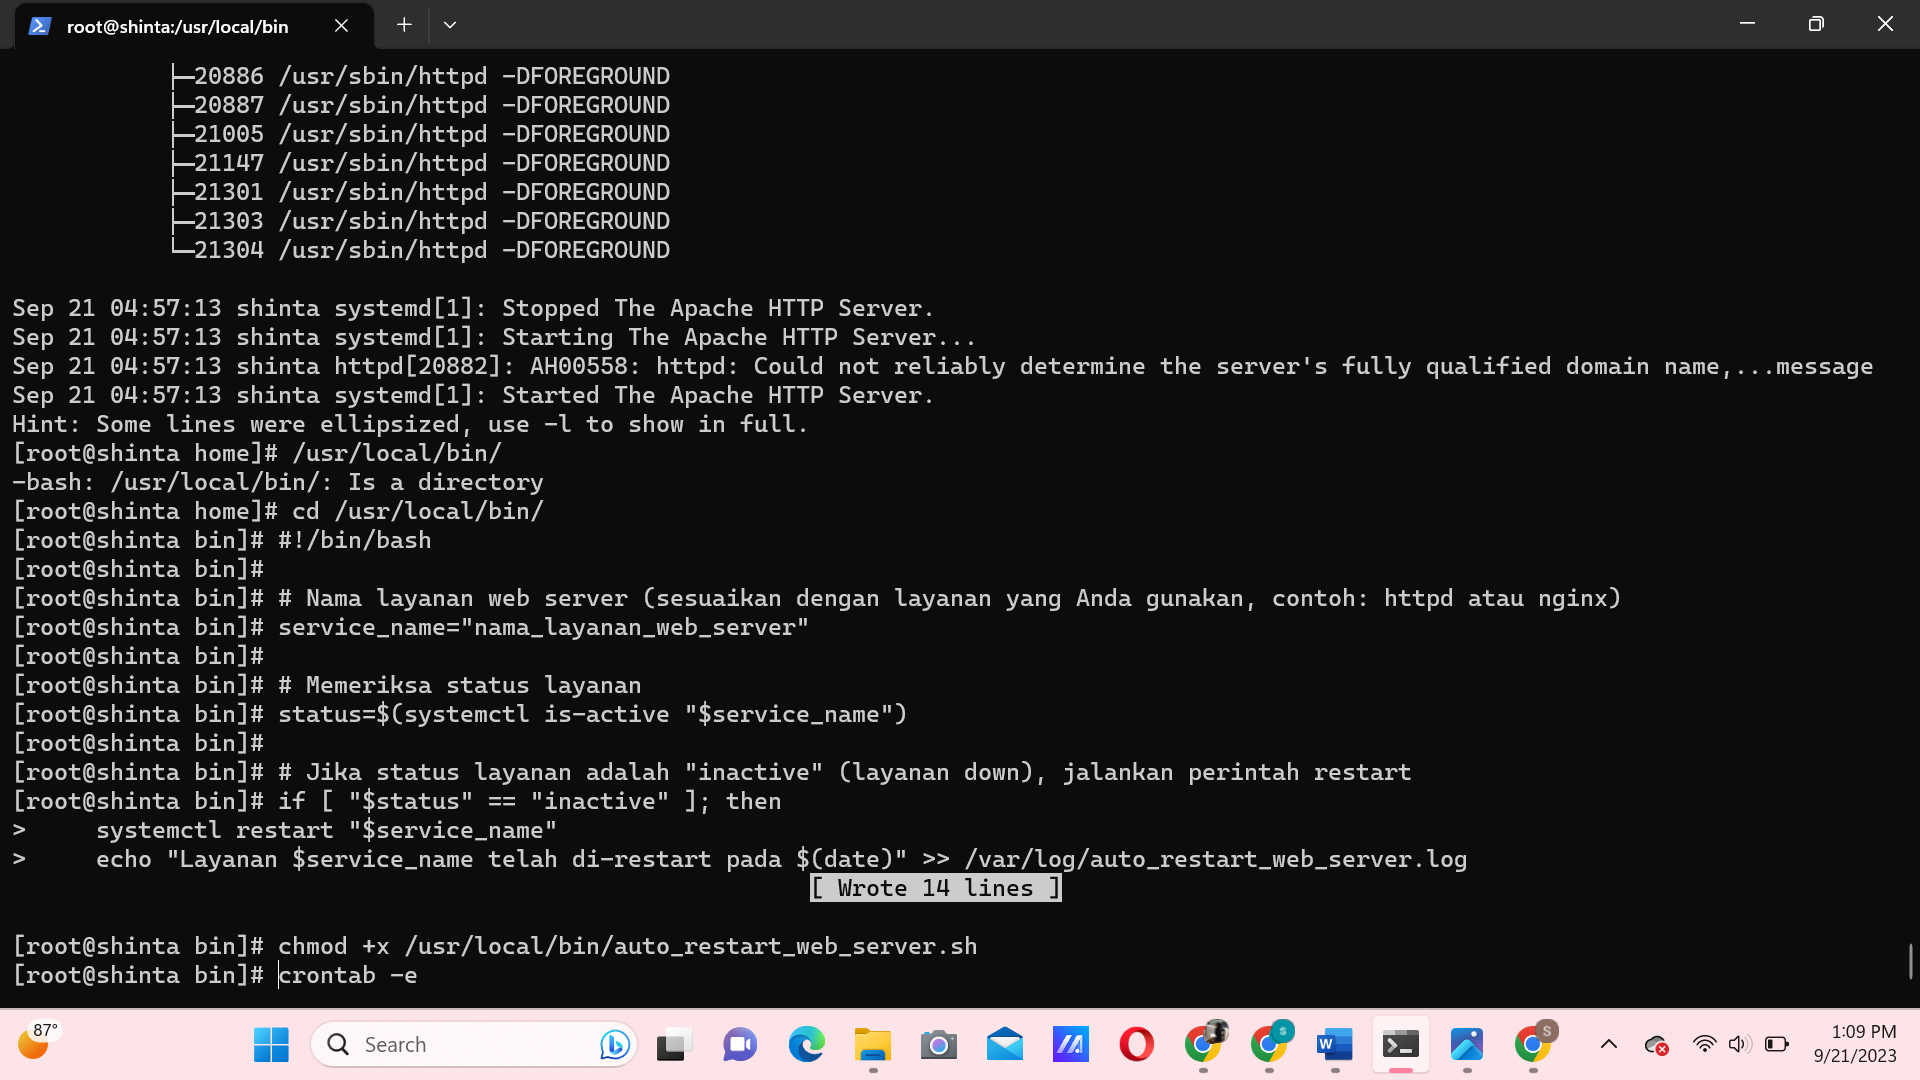 root@shinta:/usr/local/bin
├─20886 /usr/sbin/httpd -DFOREGROUND
├─20887 /usr/sbin/httpd -DFOREGROUND
├─21005 /usr/sbin/httpd -DFOREGROUND
├─21147 /usr/sbin/httpd -DFOREGROUND
├─21301 /usr/sbin/httpd -DFOREGROUND
├─21303 /usr/sbin/httpd -DFOREGROUND
└─21304 /usr/sbin/httpd -DFOREGROUND
Sep 21 04:57:13 shinta systemd[1]: Stopped The Apache HTTP Server.
Sep 21 04:57:13 shinta systemd[1]: Starting The Apache HTTP Server...
Sep 21 04:57:13 shinta httpd[20882]: AH00558: httpd: Could not reliably determine the server's fully qualified domain name,...message
Sep 21 04:57:13 shinta systemd[1]: Started The Apache HTTP Server.
Hint: Some lines were ellipsized, use -l to show in full.
[root@shinta home]# /usr/local/bin/
-bash: /usr/local/bin/: Is a directory
[root@shinta home]# cd /usr/local/bin/
[root@shinta bin]# #!/bin/bash
[root@shinta bin]#
[root@shinta bin]# # Nama layanan web server (sesuaikan dengan layanan yang Anda gunakan, contoh: httpd atau nginx)
[root@shinta bin]# service_name="nama_layanan_web_server"
[root@shinta bin]#
[root@shinta bin]# # Memeriksa status layanan
[root@shinta bin]# status=$(systemctl is-active "$service_name")
[root@shinta bin]#
[root@shinta bin]# # Jika status layanan adalah "inactive" (layanan down), jalankan perintah restart
[root@shinta bin]# if [ "$status" == "inactive" ]; then
>     systemctl restart "$service_name"
>     echo "Layanan $service_name telah di-restart pada $(date)" >> /var/log/auto_restart_web_server.log
[ Wrote 14 lines ]
[root@shinta bin]# chmod +x /usr/local/bin/auto_restart_web_server.sh
[root@shinta bin]# crontab -e
87°
Search
W
S
S
1:09 PM
9/21/2023